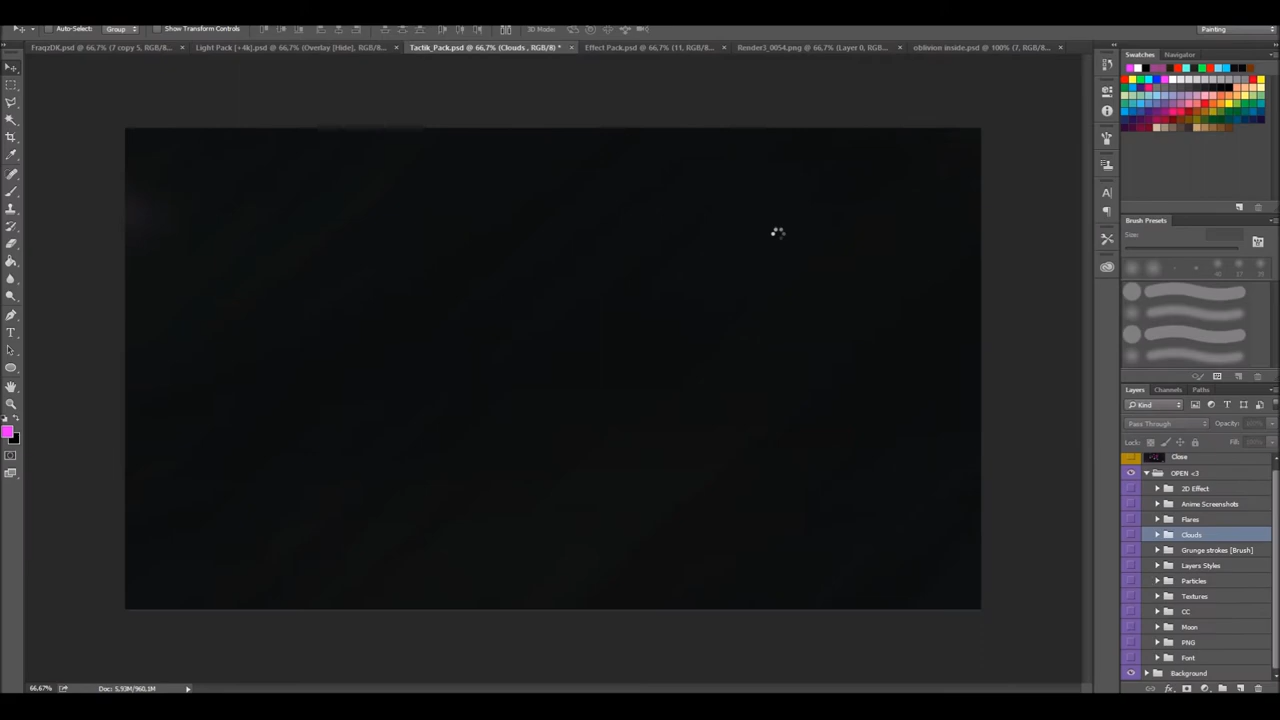 Auto-Select: Group Show Transform Controls 3D Mode: Painting
FraqzDK.psd @ 66,7% (7 copy 5, RGB/8... × Light Pack [+4k].psd @ 66,7% (Overlay [Hide], RGB/8... × Tactik_Pack.psd @ 66,7% (Clouds , RGB/8) * × Effect Pack.psd @ 66,7% (11, RGB/8... × Render3_0054.png @ 66,7% (Layer 0, RGB/8... × oblivion inside.psd @ 100% (7, RGB/8) ... ×
Swatches Navigator
Brush Presets
Size:
Layers Channels Paths
Kind
Pass Through Opacity:
Lock: Fill:
Close
OPEN <3
2D Effect
Anime Screenshots
Flares
Clouds
Grunge strokes [Brush]
Layers Styles
Particles
Textures
CC
Moon
PNG
Font
Background
66.67% Doc: 5,93M/960,1M